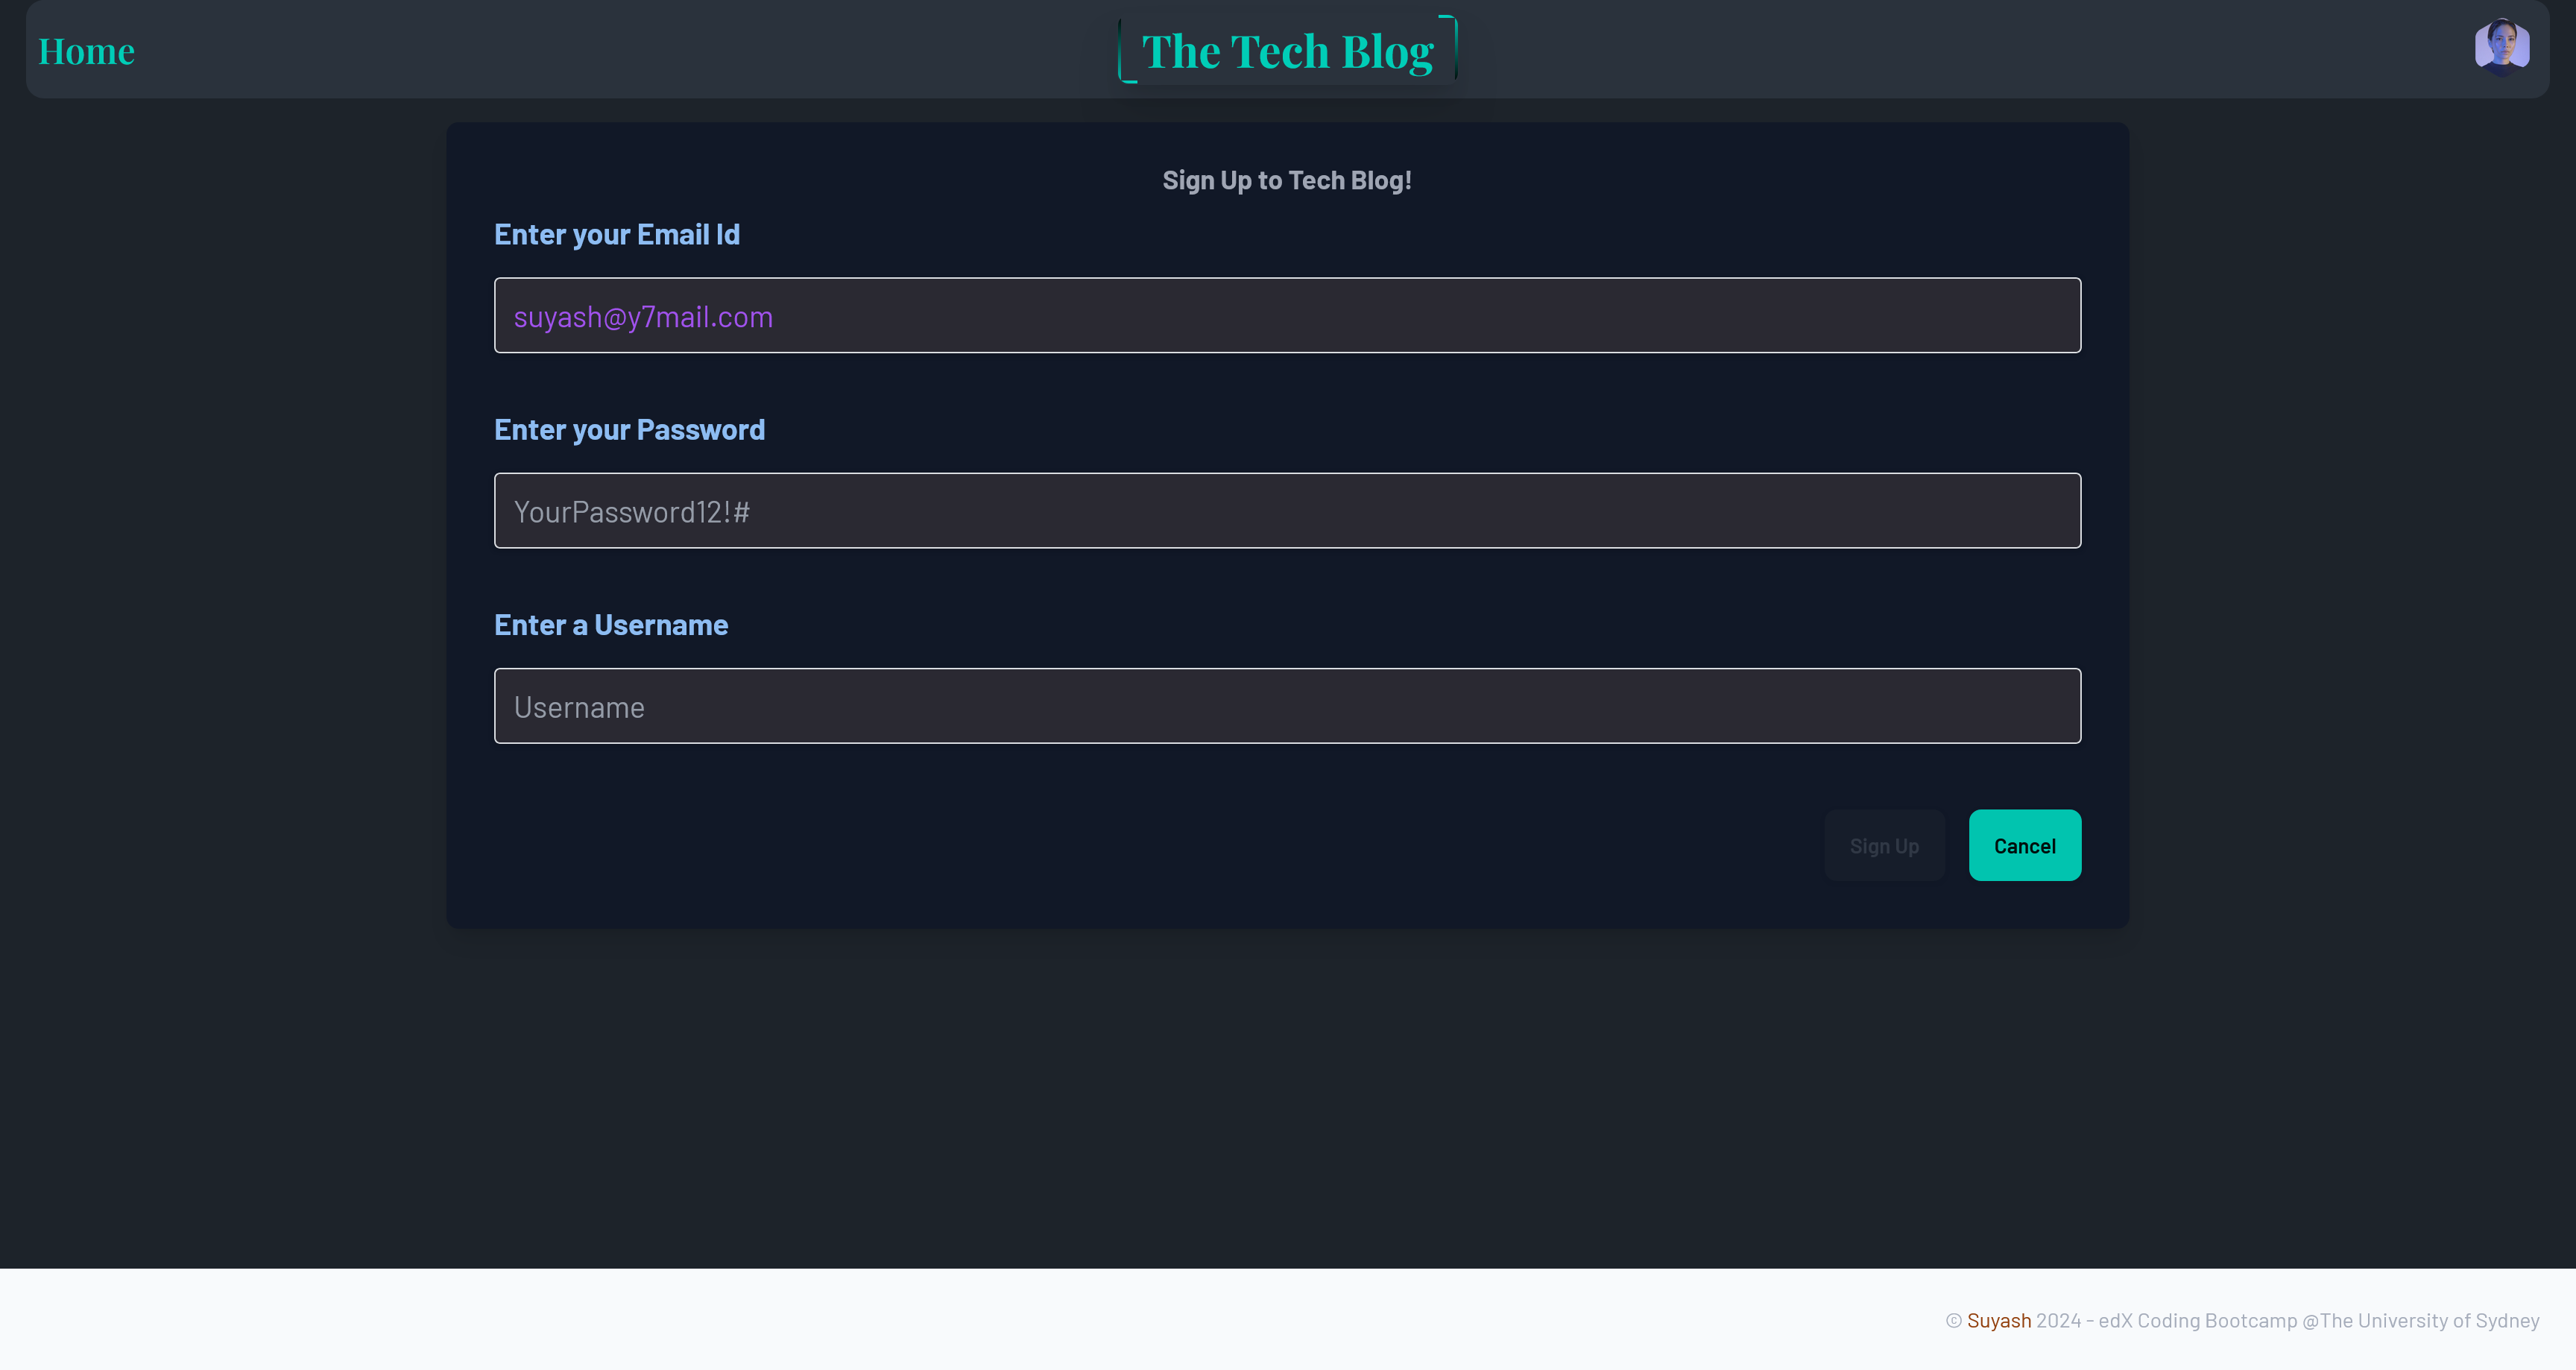 Home
The Tech Blog
Sign Up to Tech Blog!
Enter your Email Id
suyash@y7mail.com
Enter your Password
YourPassword12!#
Enter a Username
Username
Sign Up
Cancel
© Suyash 2024 - edX Coding Bootcamp @The University of Sydney